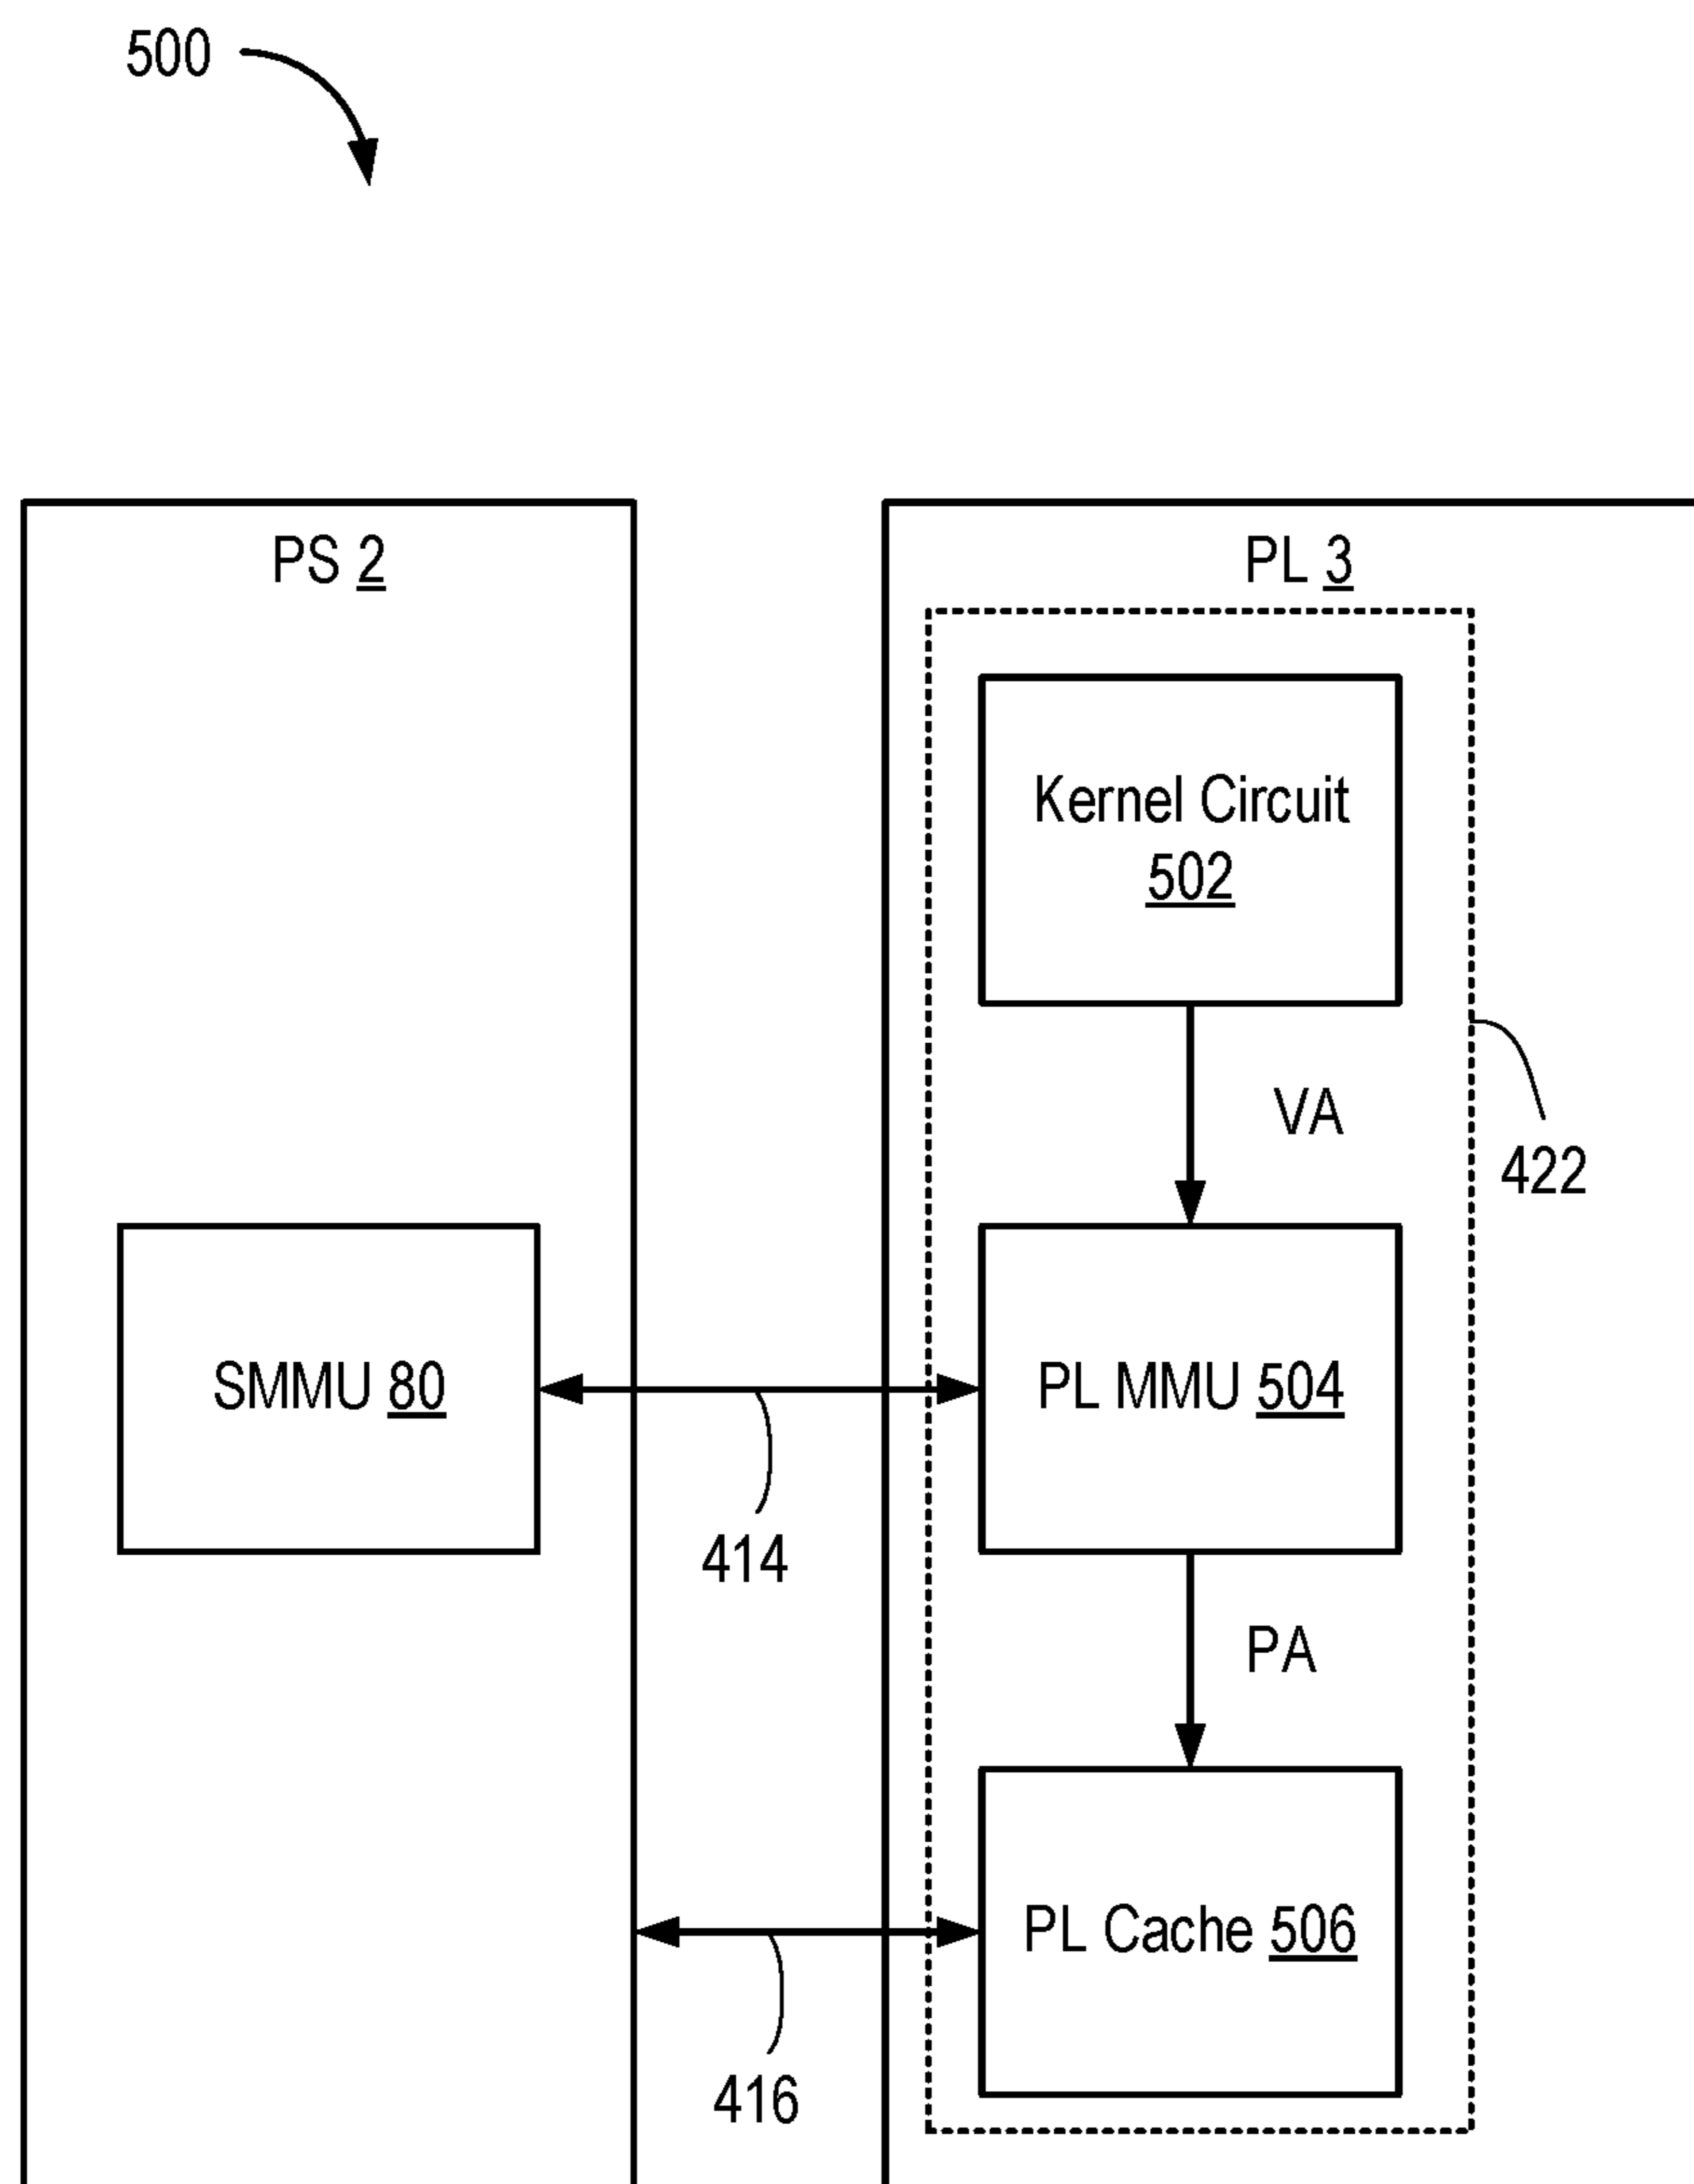 500
PS 2
PL 3
Kernel Circuit
502
VA
422
SMMU 80
PL MMU 504
414
PA
PL Cache 506
416